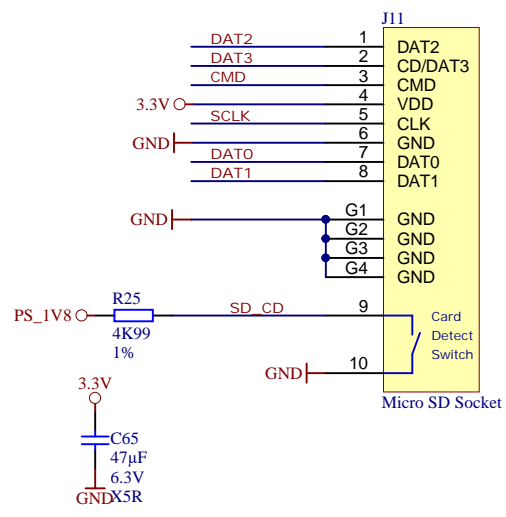 J11
DAT2 1 DAT2
DAT3 2 CD/DAT3
CMD 3 CMD
3.3V 4 VDD
SCLK 5 CLK
GND 6 GND
DAT0 7 DAT0
DAT1 8 DAT1
GND G1 GND
G2 GND
G3 GND
G4 GND
R25
PS_1V8 SD_CD 9 Card
4K99 Detect
1% Switch
GND 10
Micro SD Socket
3.3V
C65
47µF
6.3V
GND X5R